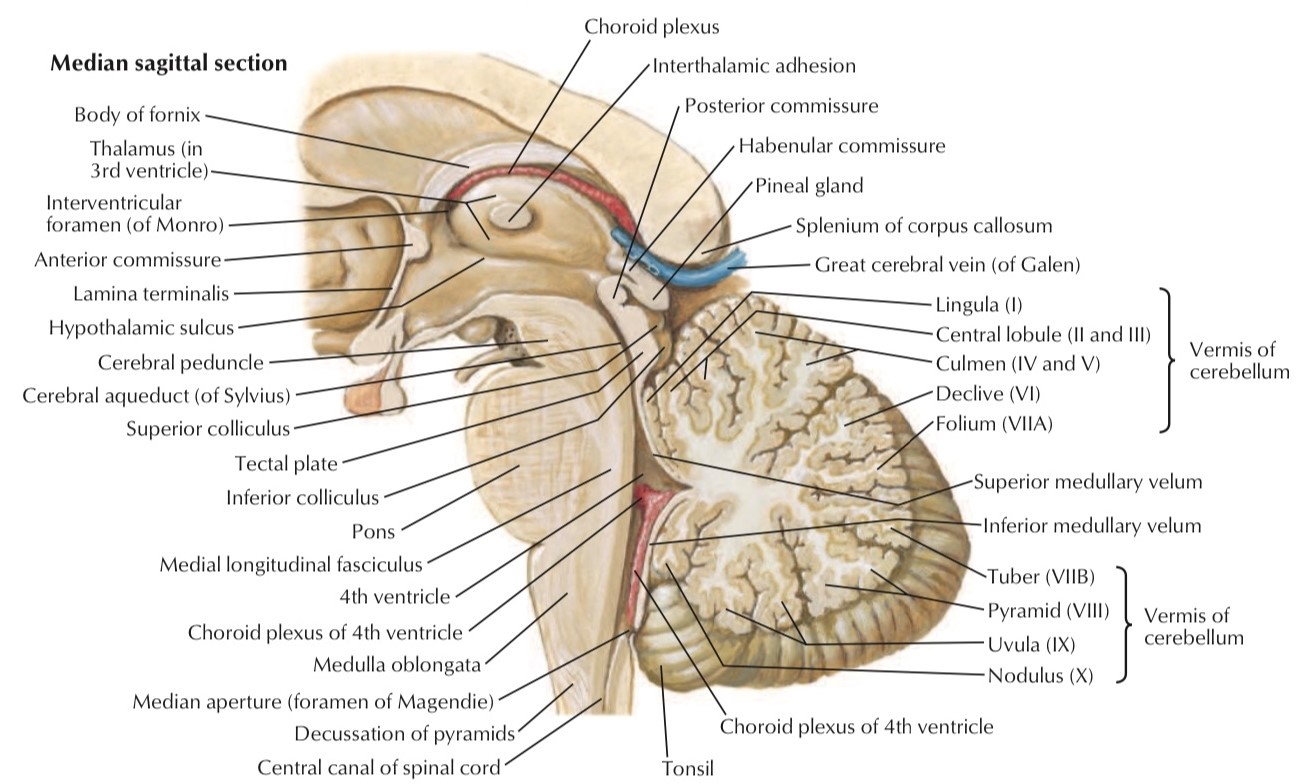 Median sagittal section
Choroid plexus
Interthalamic adhesion
Posterior commissure
Habenular commissure
Pineal gland
Splenium of corpus callosum
Great cerebral vein (of Galen)
Body of fornix
Thalamus (in
3rd ventricle)
Interventricular
foramen (of Monro)
Anterior commissure
Lamina terminalis
Hypothalamic sulcus
Cerebral peduncle
Cerebral aqueduct (of Sylvius)
Superior colliculus
Tectal plate
Inferior colliculus
Pons
Medial longitudinal fasciculus
4th ventricle
Choroid plexus of 4th ventricle
Medulla oblongata
Median aperture (foramen of Magendie)
Decussation of pyramids
Central canal of spinal cord
Lingula (I)
Central lobule (II and III)
Culmen (IV and V)
Declive (VI)
Folium (VIIA)
Vermis of
cerebellum
Superior medullary velum
Inferior medullary velum
Tuber (VIIB)
Pyramid (VIII)
Uvula (IX)
Nodulus (X)
Vermis of
cerebellum
Choroid plexus of 4th ventricle
Tonsil